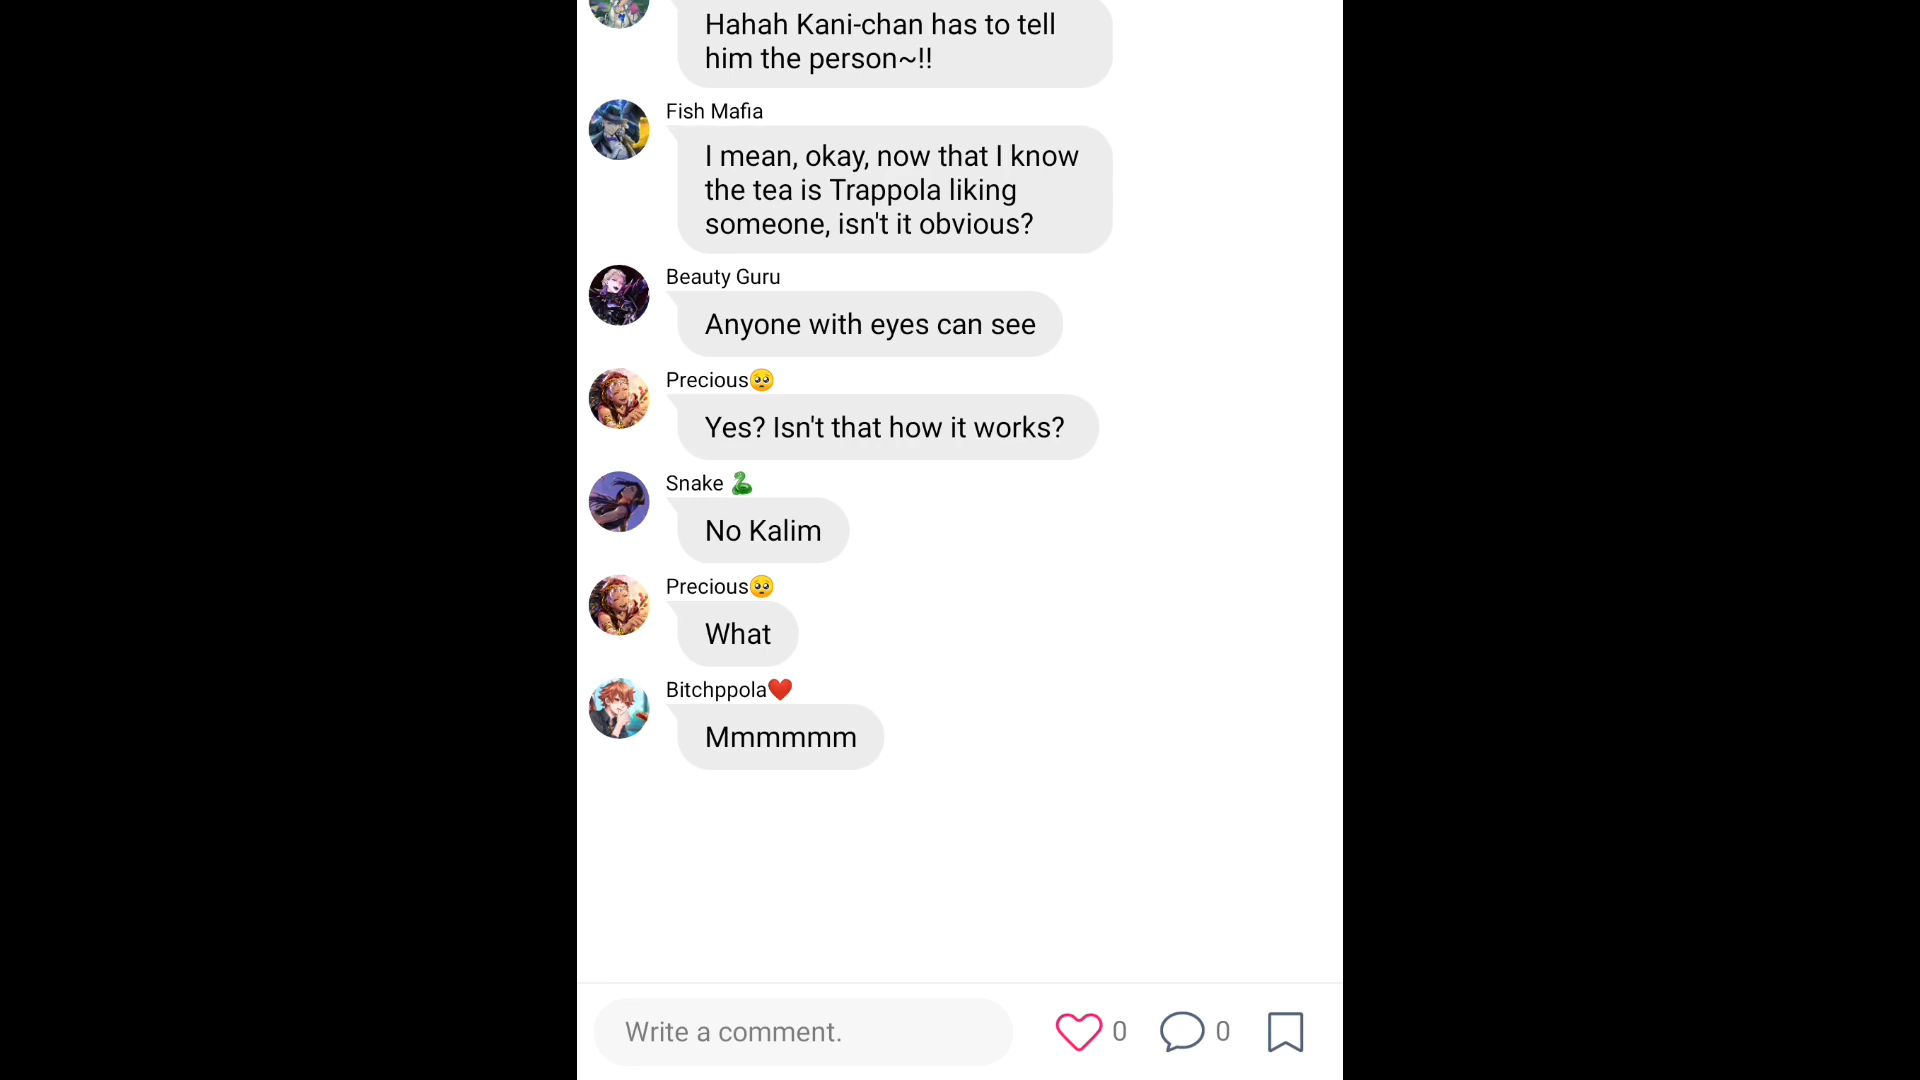 Hahah Kani-chan has to tell
him the person~!!
Fish Mafia
I mean, okay, now that I know
the tea is Trappola liking
someone, isn't it obvious?
Beauty Guru
Anyone with eyes can see
Precious🥺
Yes? Isn't that how it works?
Snake 🐍
No Kalim
Precious🥺
What
Bitchppola❤️
Mmmmmm
Write a comment.
0
0